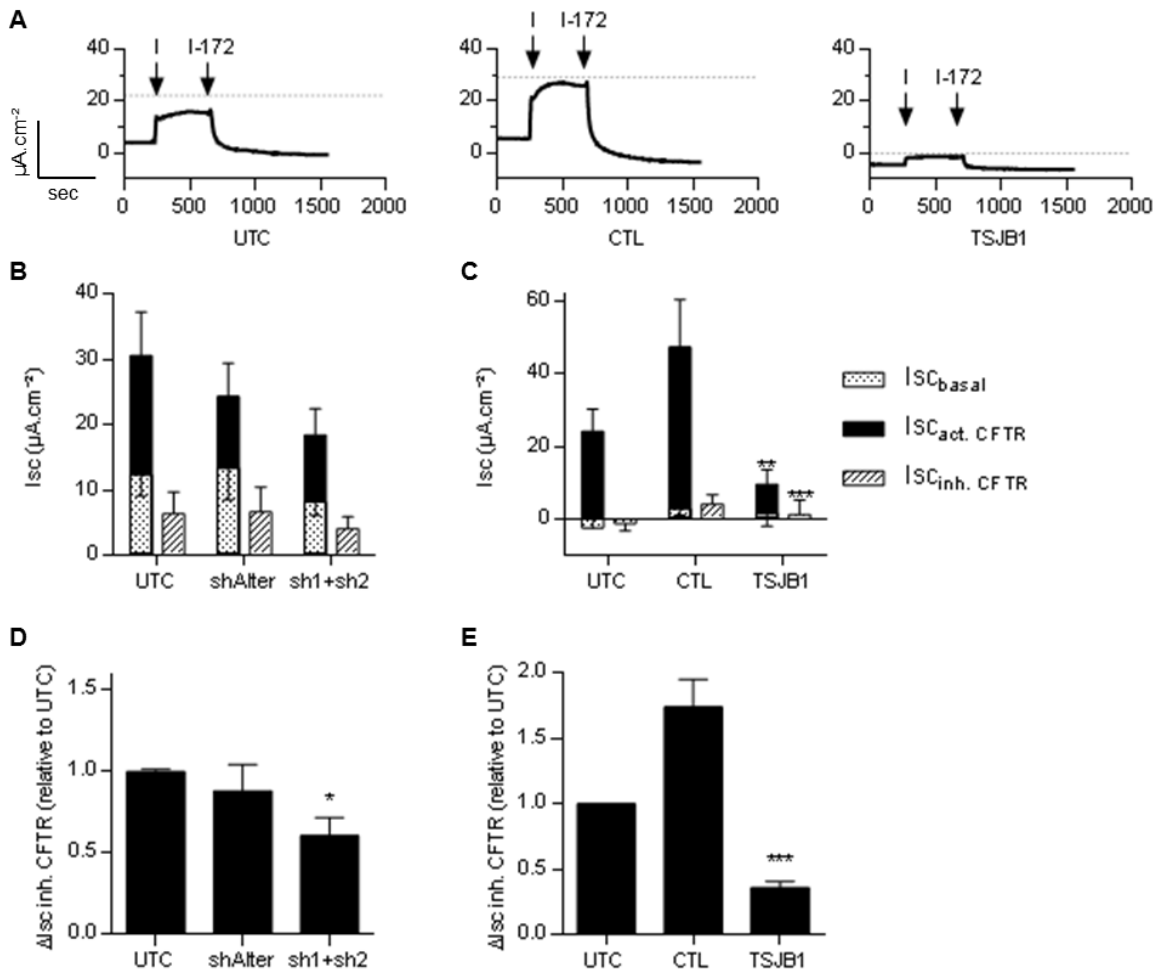 A
I I-172
40
20
0
µA.cm⁻²
sec
0 500 1000 1500 2000
UTC
I I-172
40
20
0
0 500 1000 1500 2000
CTL
I I-172
40
20
0
0 500 1000 1500 2000
TSJB1
B
Isc (µA.cm⁻²)
40
30
20
10
0
UTC shAlter sh1+sh2
C
Isc (µA.cm⁻²)
60
40
20
0
** ***
UTC CTL TSJB1
Isc basal
Isc act. CFTR
Isc inh. CFTR
D
ΔIsc inh. CFTR (relative to UTC)
1.5
1.0
0.5
0.0
*
UTC shAlter sh1+sh2
E
ΔIsc inh. CFTR (relative to UTC)
2.0
1.5
1.0
0.5
0.0
***
UTC CTL TSJB1